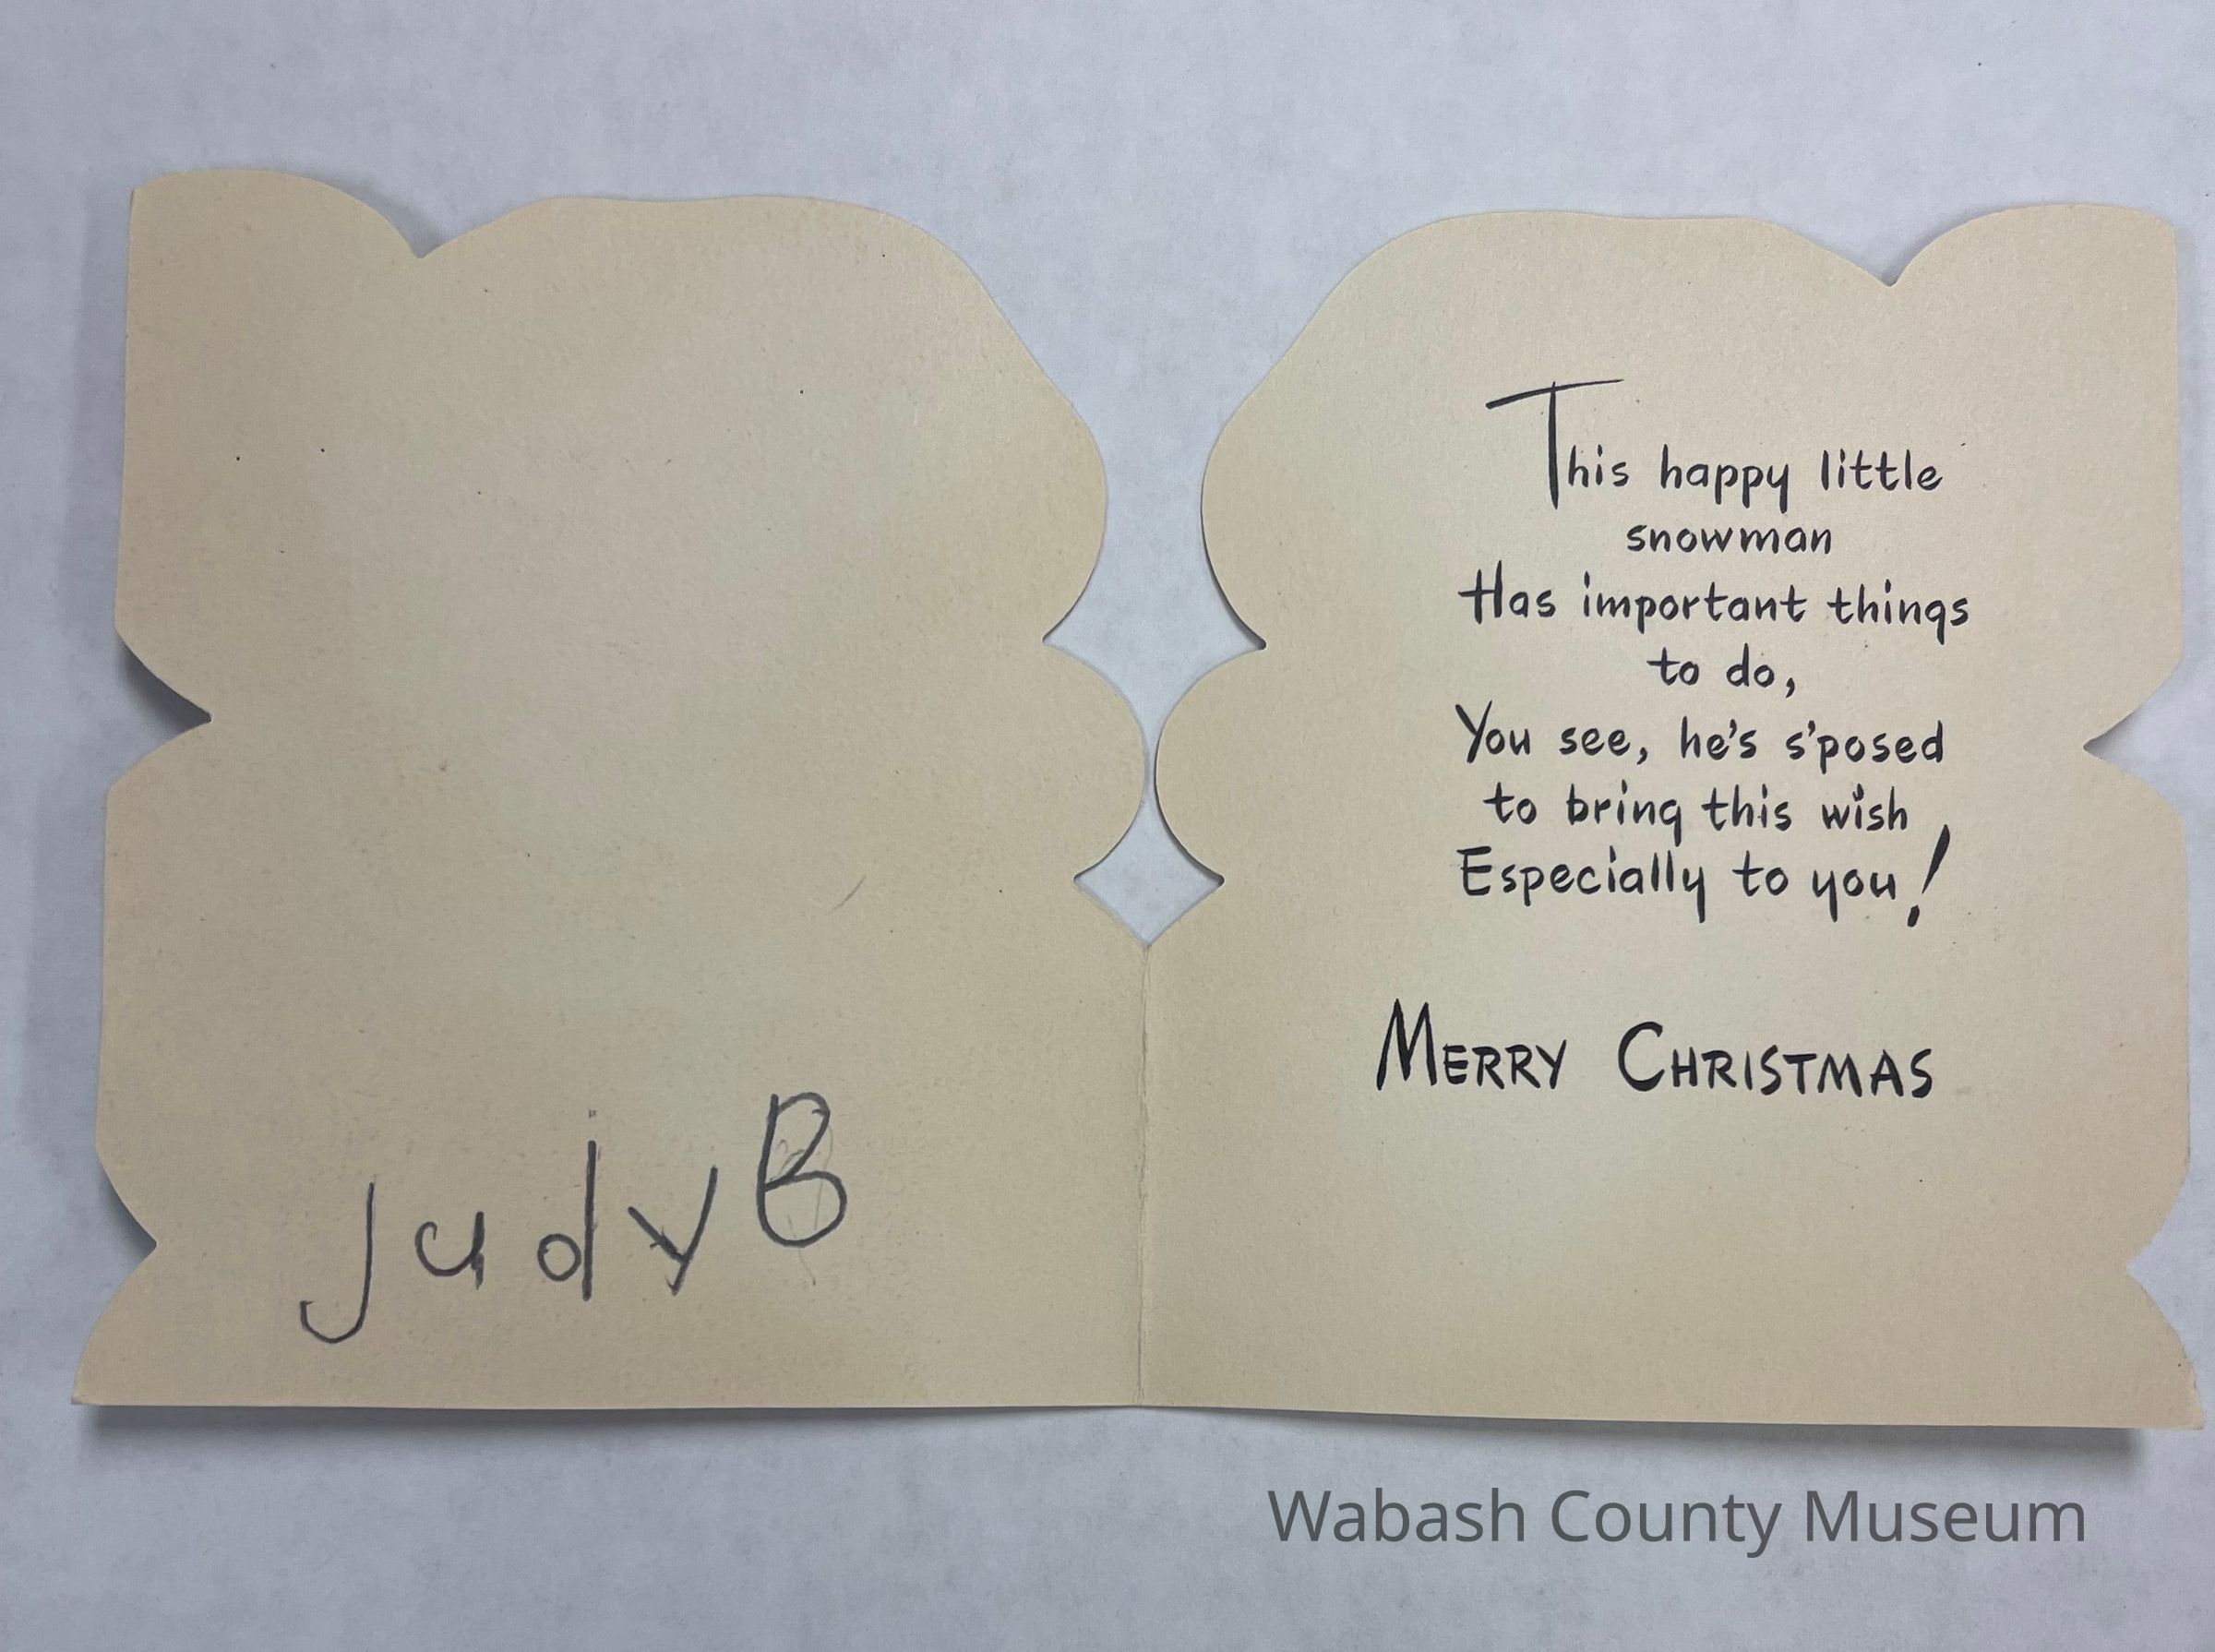 Judy B
This happy little
snowman
Has important things
to do,
You see, he's s'posed
to bring this wish
Especially to you!
MERRY CHRISTMAS
Wabash County Museum